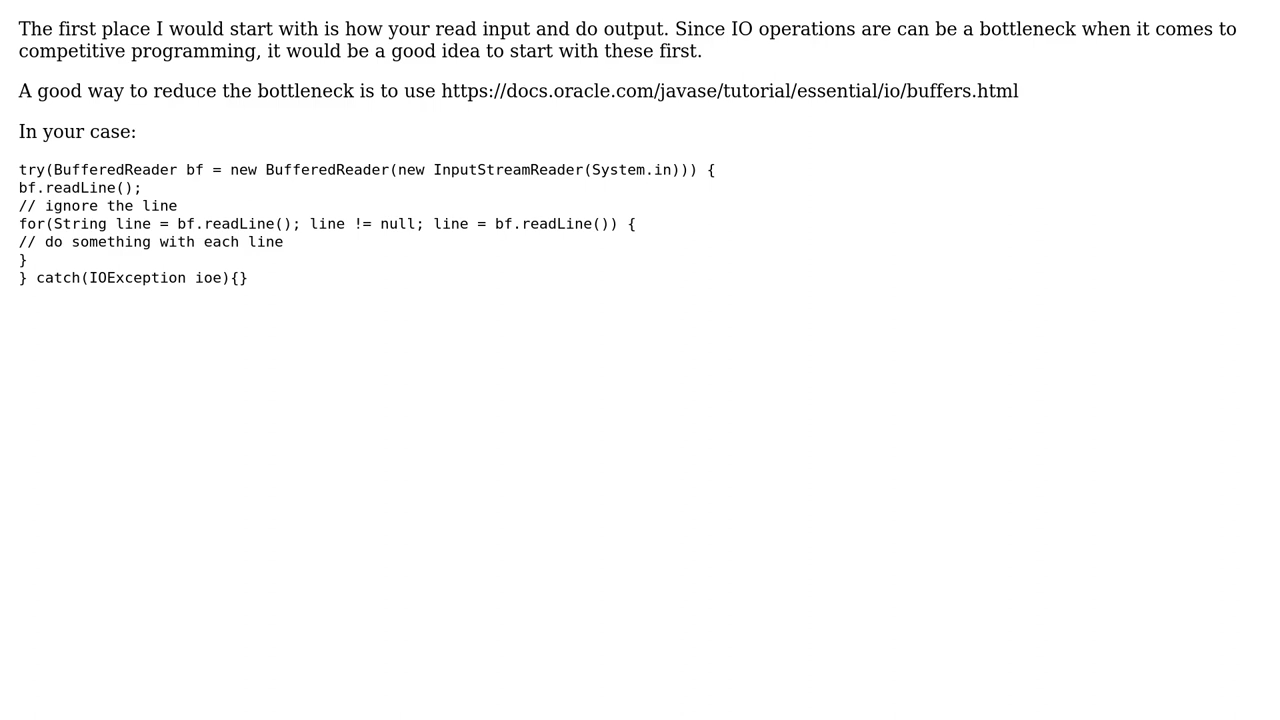 The first place I would start with is how your read input and do output. Since IO operations are can be a bottleneck when it comes to
competitive programming, it would be a good idea to start with these first.
A good way to reduce the bottleneck is to use https://docs.oracle.com/javase/tutorial/essential/io/buffers.html
In your case:
try(BufferedReader bf = new BufferedReader(new InputStreamReader(System.in))) {
bf.readLine();
// ignore the line
for(String line = bf.readLine(); line != null; line = bf.readLine()) {
// do something with each line
}
} catch(IOException ioe){}